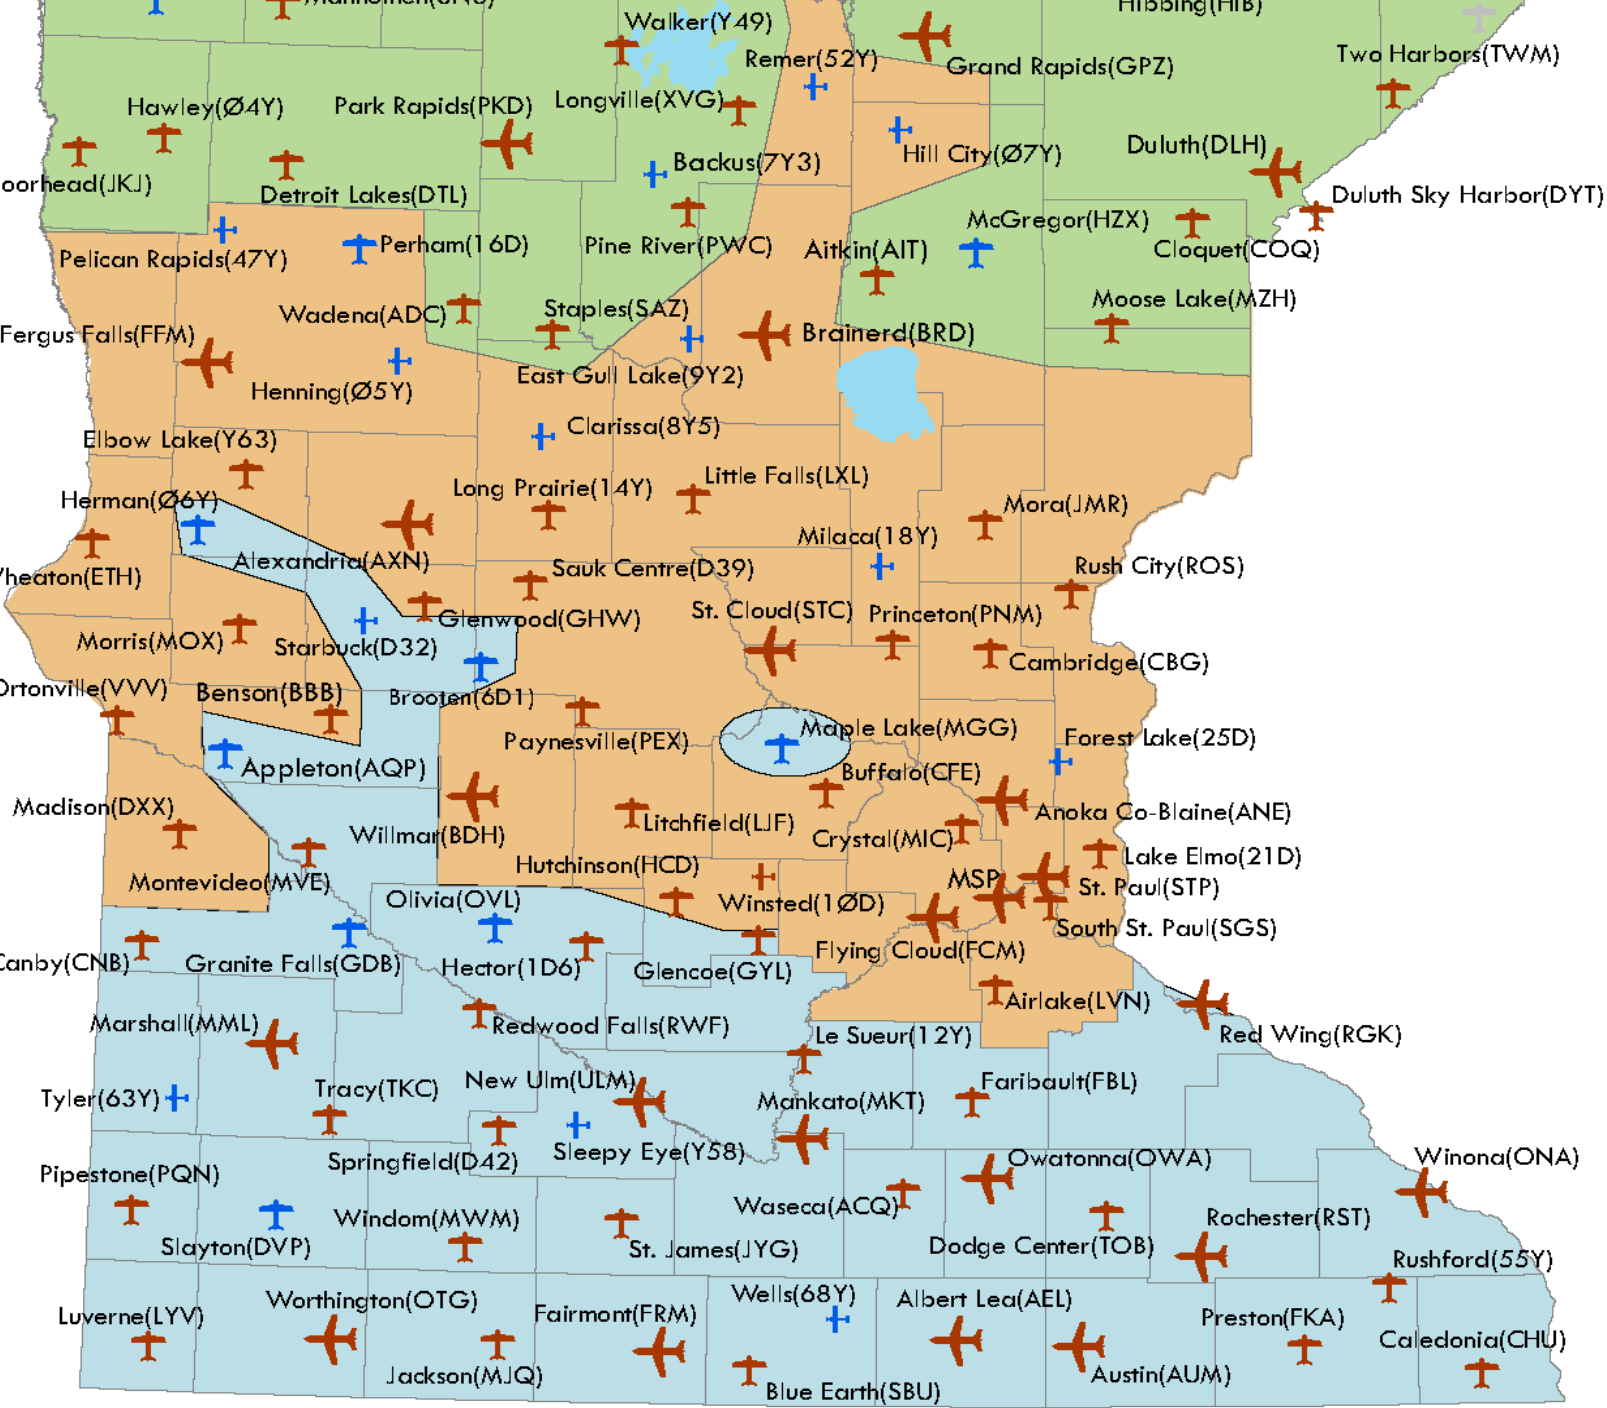 Walker(Y49)
Hibbing(HIB)
Remer(52Y)
Two Harbors(TWM)
Grand Rapids(GPZ)
Hawley(Ø4Y)
Park Rapids(PKD)
Longville(XVG)
Duluth(DLH)
Hill City(Ø7Y)
Backus(7Y3)
oorhead(JKJ)
Detroit Lakes(DTL)
Duluth Sky Harbor(DYT)
McGregor(HZX)
Pelican Rapids(47Y)
Perham(16D)
Pine River(PWC)
Aitkin(AIT)
Cloquet(COQ)
Moose Lake(MZH)
Wadena(ADC)
Staples(SAZ)
Fergus Falls(FFM)
Brainerd(BRD)
East Gull Lake(9Y2)
Henning(Ø5Y)
Clarissa(8Y5)
Elbow Lake(Y63)
Little Falls(LXL)
Long Prairie(14Y)
Herman(Ø6Y)
Mora(JMR)
Milaca(18Y)
Alexandria(AXN)
Sauk Centre(D39)
Rush City(ROS)
heaton(ETH)
St. Cloud(STC)
Princeton(PNM)
Glenwood(GHW)
Morris(MOX)
Starbuck(D32)
Cambridge(CBG)
Ortonville(VVV)
Benson(BBB)
Brooten(6D1)
Maple Lake(MGG)
Paynesville(PEX)
Forest Lake(25D)
Appleton(AQP)
Buffalo(CFE)
Madison(DXX)
Anoka Co-Blaine(ANE)
Litchfield(LJF)
Willmar(BDH)
Crystal(MIC)
Lake Elmo(21D)
Hutchinson(HCD)
Montevideo(MVE)
MSP
St. Paul(STP)
Olivia(OVL)
Winsted(1ØD)
South St. Paul(SGS)
Flying Cloud(FCM)
Canby(CNB)
Granite Falls(GDB)
Hector(1D6)
Glencoe(GYL)
Airlake(LVN)
Marshall(MML)
Redwood Falls(RWF)
Le Sueur(12Y)
Red Wing(RGK)
New Ulm(ULM)
Faribault(FBL)
Tracy(TKC)
Tyler(63Y)
Mankato(MKT)
Sleepy Eye(Y58)
Springfield(D42)
Owatonna(OWA)
Winona(ONA)
Pipestone(PQN)
Waseca(ACQ)
Windom(MWM)
Rochester(RST)
Slayton(DVP)
St. James(JYG)
Dodge Center(TOB)
Rushford(55Y)
Worthington(OTG)
Wells(68Y)
Albert Lea(AEL)
Luverne(LYV)
Fairmont(FRM)
Preston(FKA)
Caledonia(CHU)
Jackson(MJQ)
Austin(AUM)
Blue Earth(SBU)